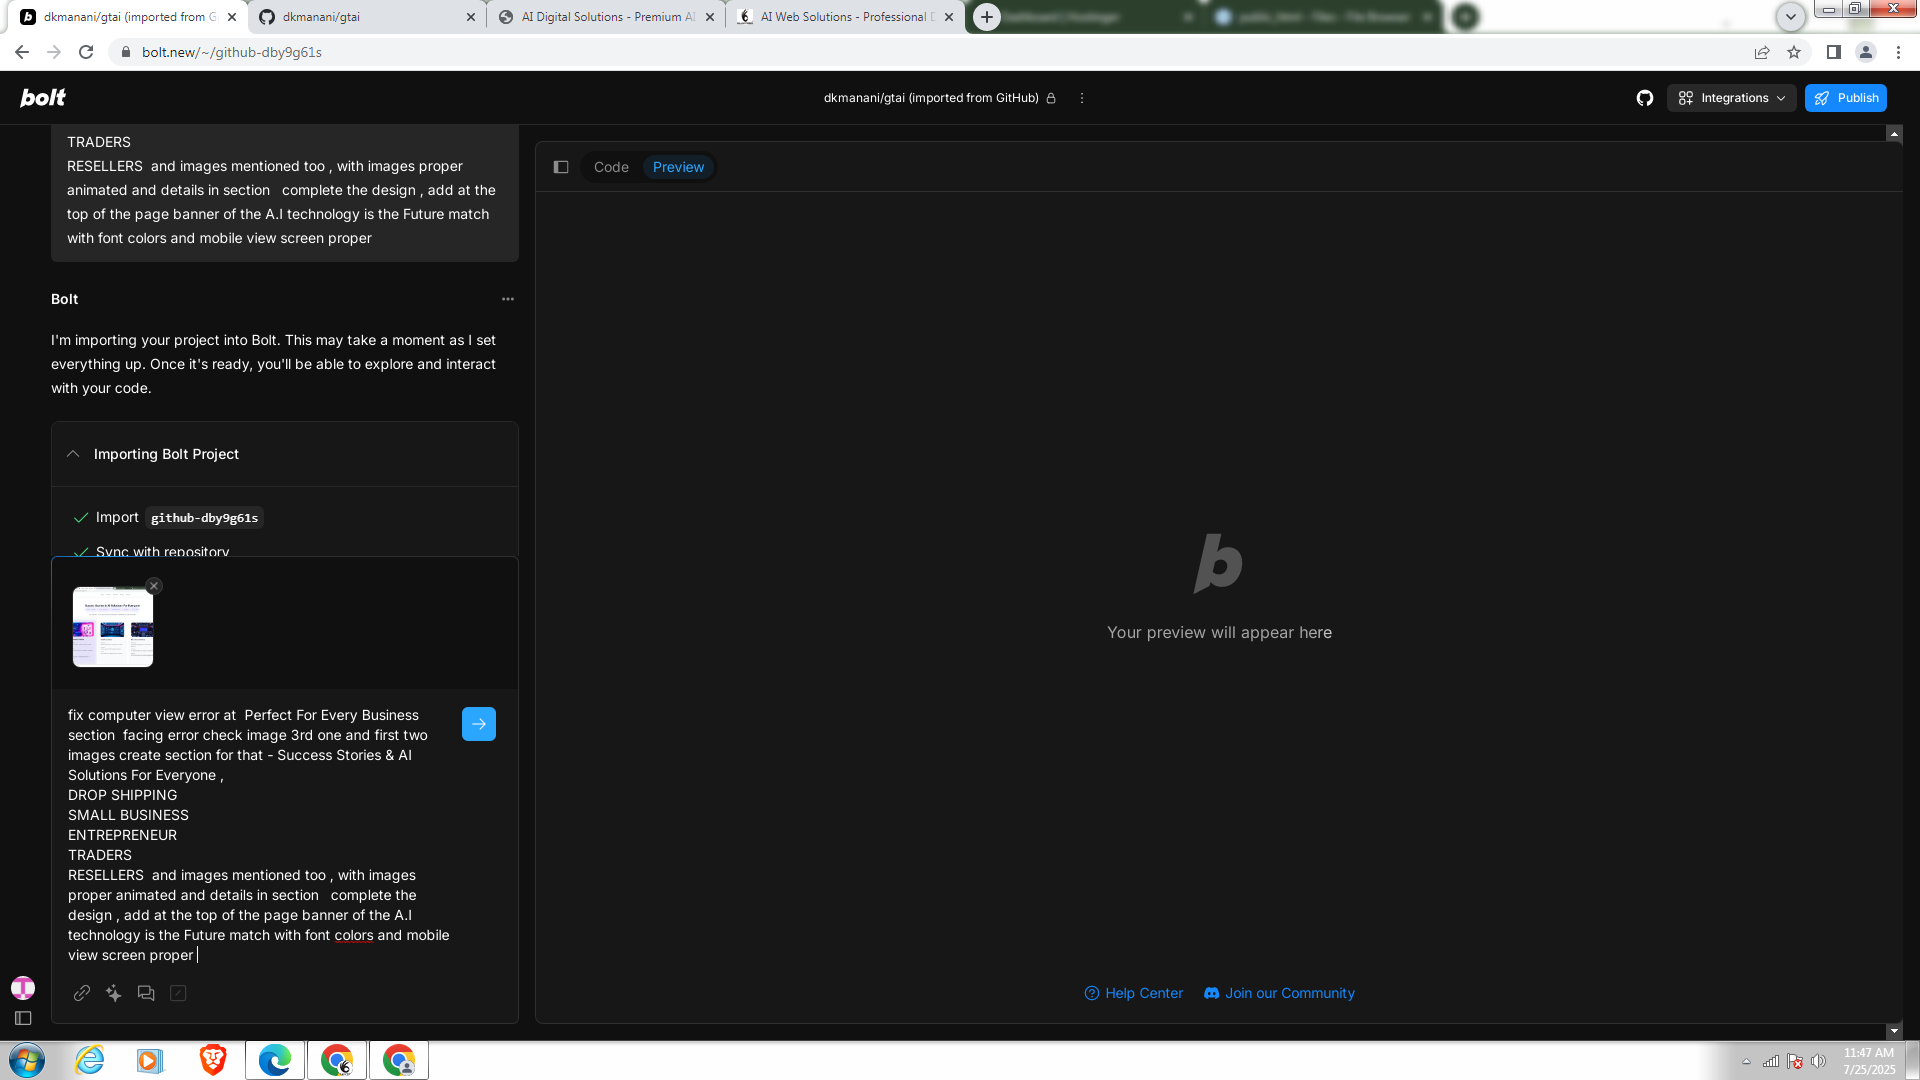 dkmanani/gtai (imported from G
dkmanani/gtai
AI Digital Solutions - Premium AI
AI Web Solutions - Professional D
Dashboard | Hostinger
public_html - Files - File Browser
bolt.new/~/github-dby9g61s
bolt
dkmanani/gtai (imported from GitHub)
Integrations
Publish
TRADERS
RESELLERS  and images mentioned too , with images proper
animated and details in section   complete the design , add at the
top of the page banner of the A.I technology is the Future match
with font colors and mobile view screen proper
Code
Preview
Bolt
I'm importing your project into Bolt. This may take a moment as I set
everything up. Once it's ready, you'll be able to explore and interact
with your code.
Importing Bolt Project
Import github-dby9g61s
Sync with repository
fix computer view error at  Perfect For Every Business
section  facing error check image 3rd one and first two
images create section for that - Success Stories & AI
Solutions For Everyone ,
DROP SHIPPING
SMALL BUSINESS
ENTREPRENEUR
TRADERS
RESELLERS  and images mentioned too , with images
proper animated and details in section   complete the
design , add at the top of the page banner of the A.I
technology is the Future match with font colors and mobile
view screen proper
Your preview will appear here
Help Center
Join our Community
11:47 AM
7/25/2025